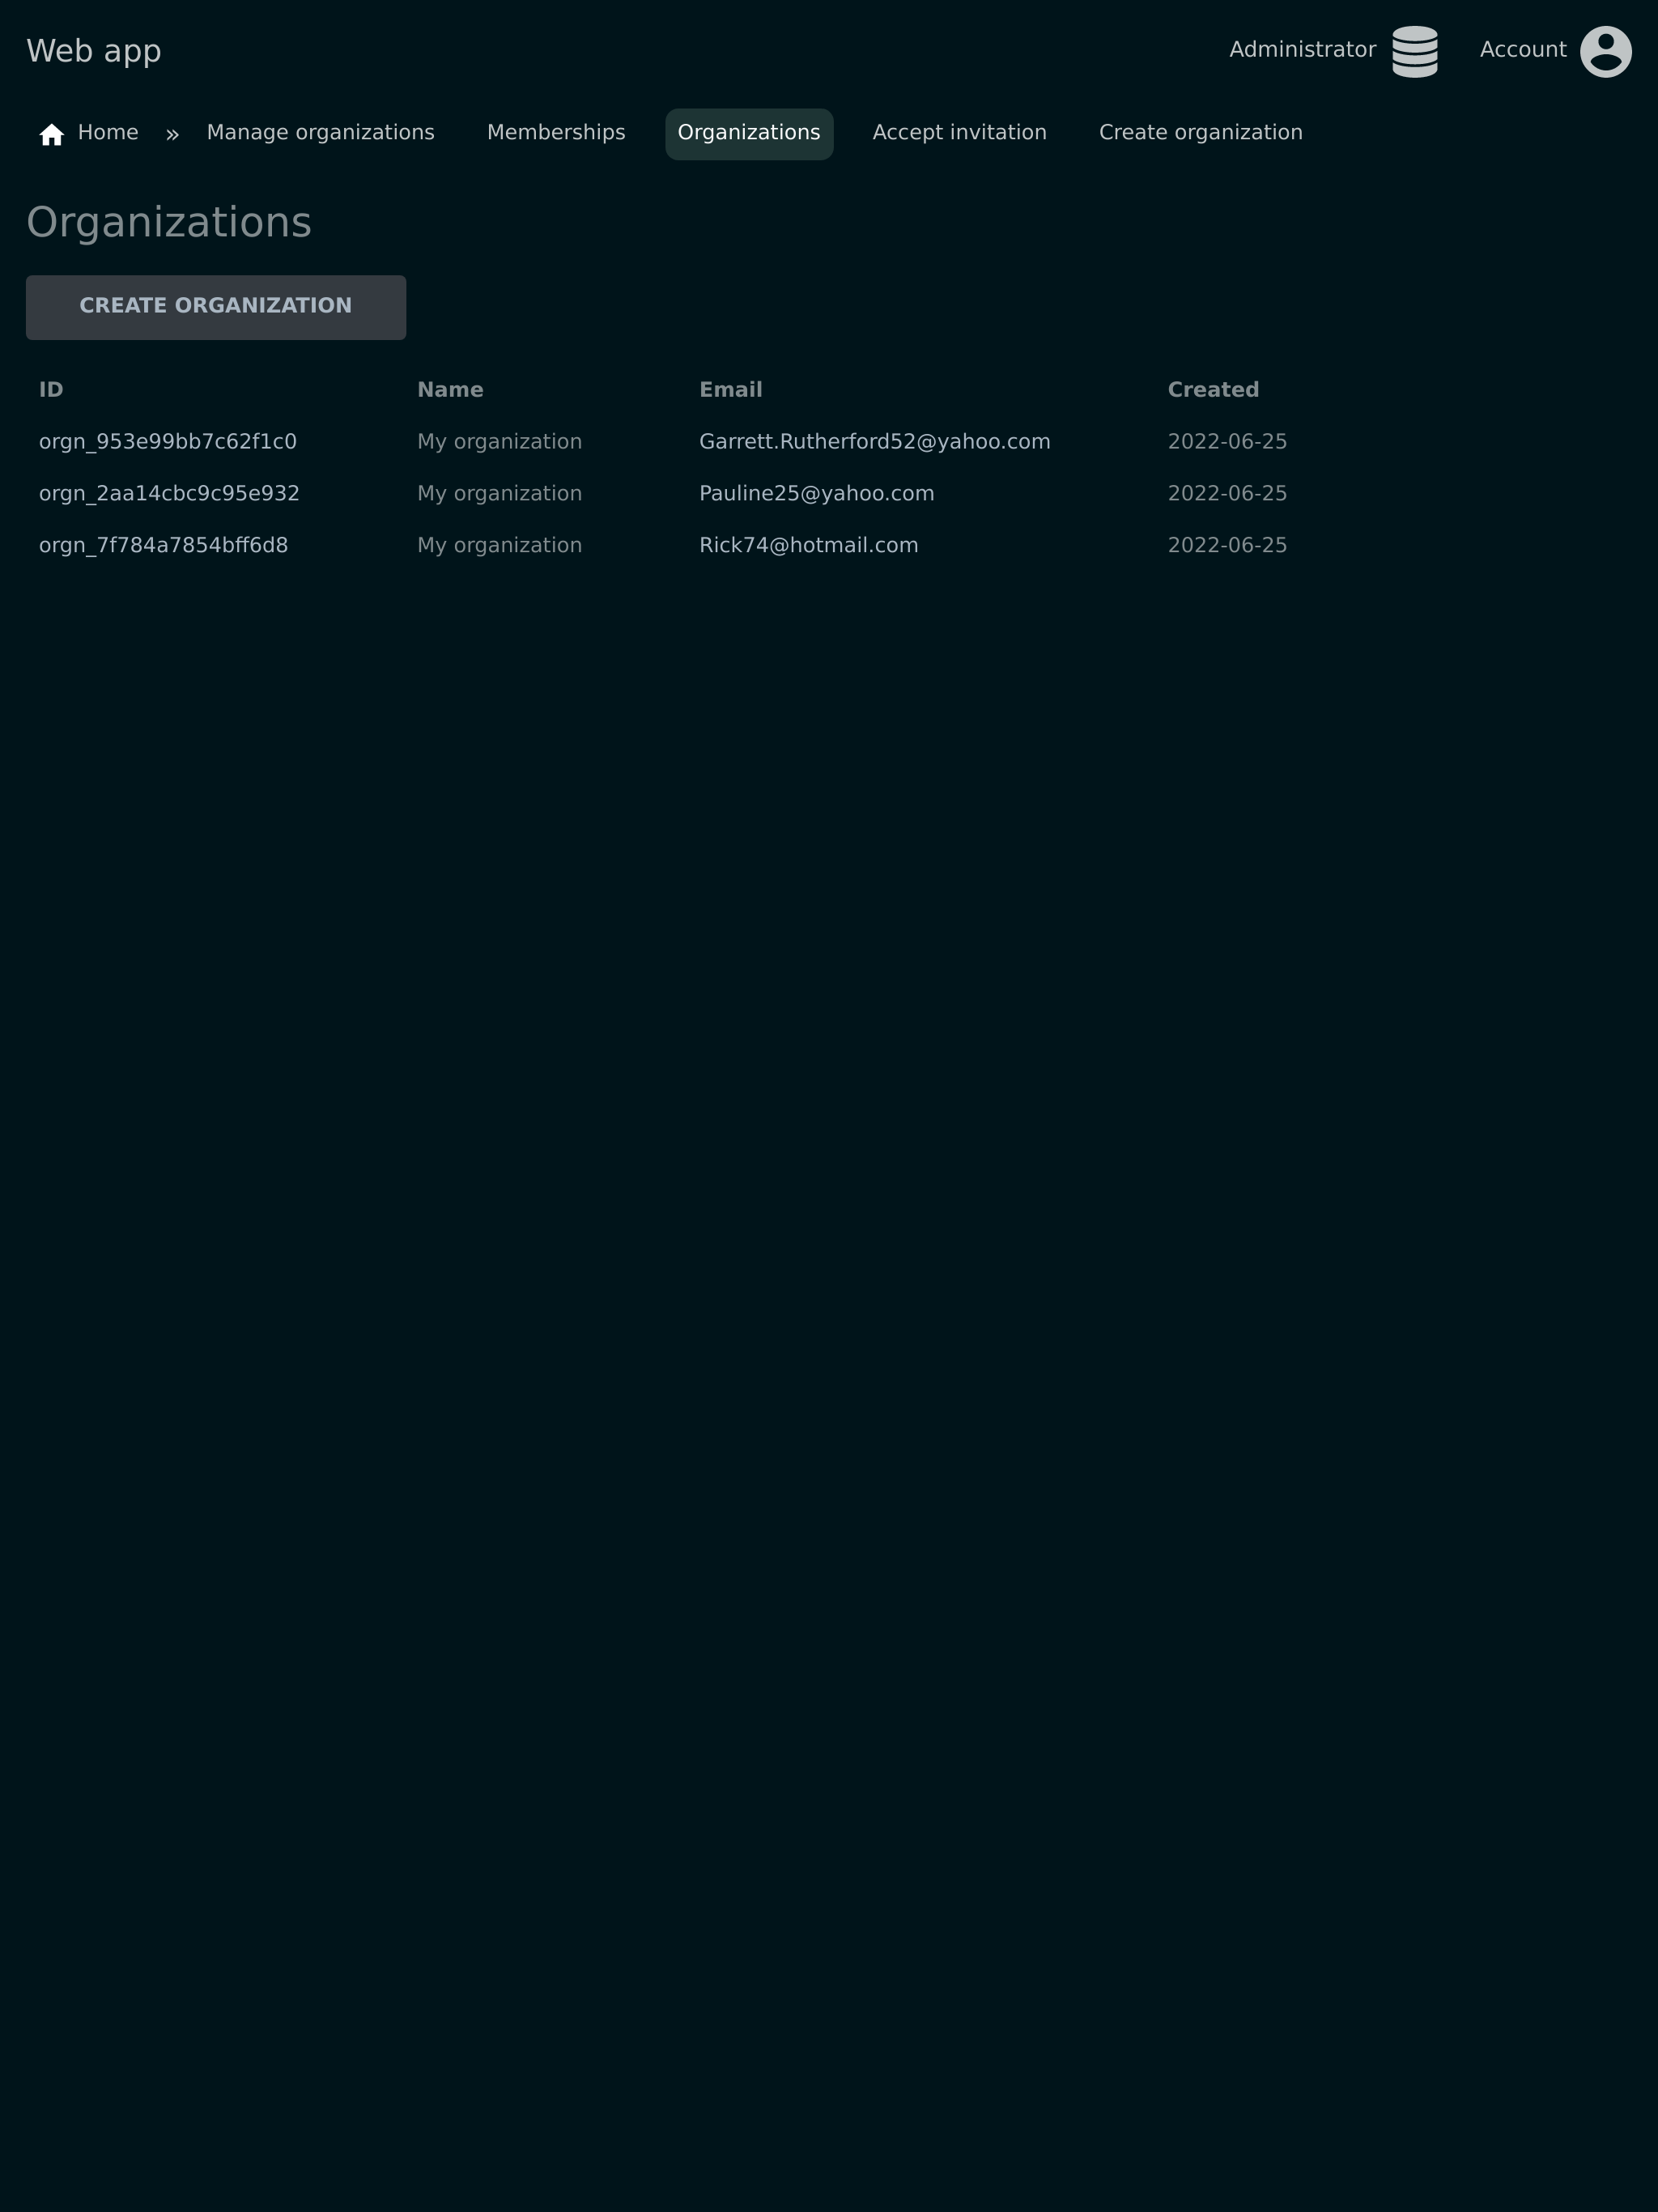 Web app
Administrator
Account
Home » Manage organizations Memberships Organizations Accept invitation Create organization
Organizations
CREATE ORGANIZATION
ID Name Email Created
orgn_953e99bb7c62f1c0 My organization Garrett.Rutherford52@yahoo.com 2022-06-25
orgn_2aa14cbc9c95e932 My organization Pauline25@yahoo.com 2022-06-25
orgn_7f784a7854bff6d8 My organization Rick74@hotmail.com 2022-06-25